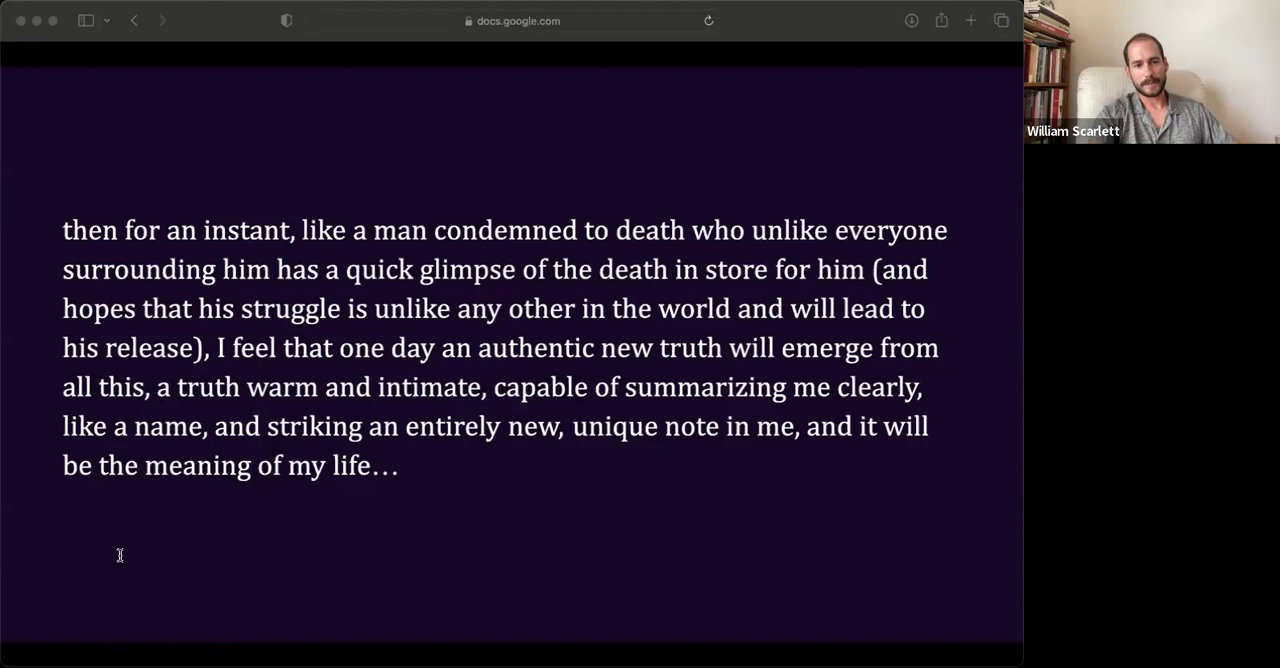 docs.google.com
William Scarlett
then for an instant, like a man condemned to death who unlike everyone
surrounding him has a quick glimpse of the death in store for him (and
hopes that his struggle is unlike any other in the world and will lead to
his release), I feel that one day an authentic new truth will emerge from
all this, a truth warm and intimate, capable of summarizing me clearly,
like a name, and striking an entirely new, unique note in me, and it will
be the meaning of my life…